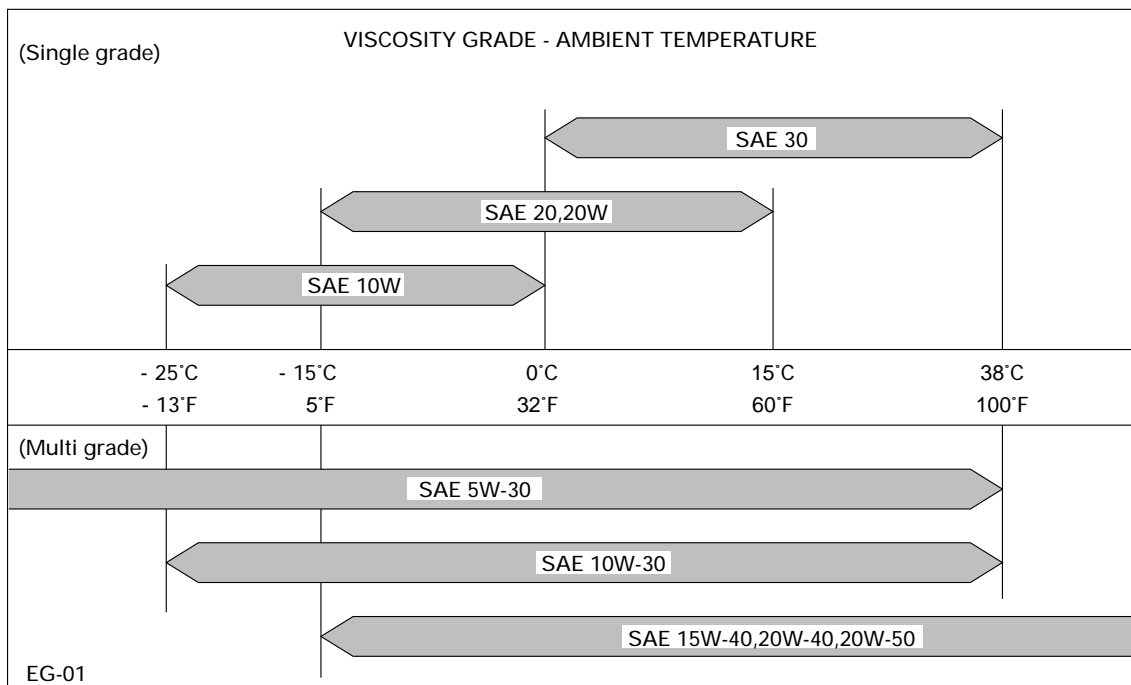 VISCOSITY GRADE - AMBIENT TEMPERATURE
(Single grade)
SAE 30
SAE 20,20W
SAE 10W
- 25˚C - 15˚C 0˚C 15˚C 38˚C
- 13˚F 5˚F 32˚F 60˚F 100˚F
(Multi grade)
SAE 5W-30
SAE 10W-30
SAE 15W-40,20W-40,20W-50
EG-01